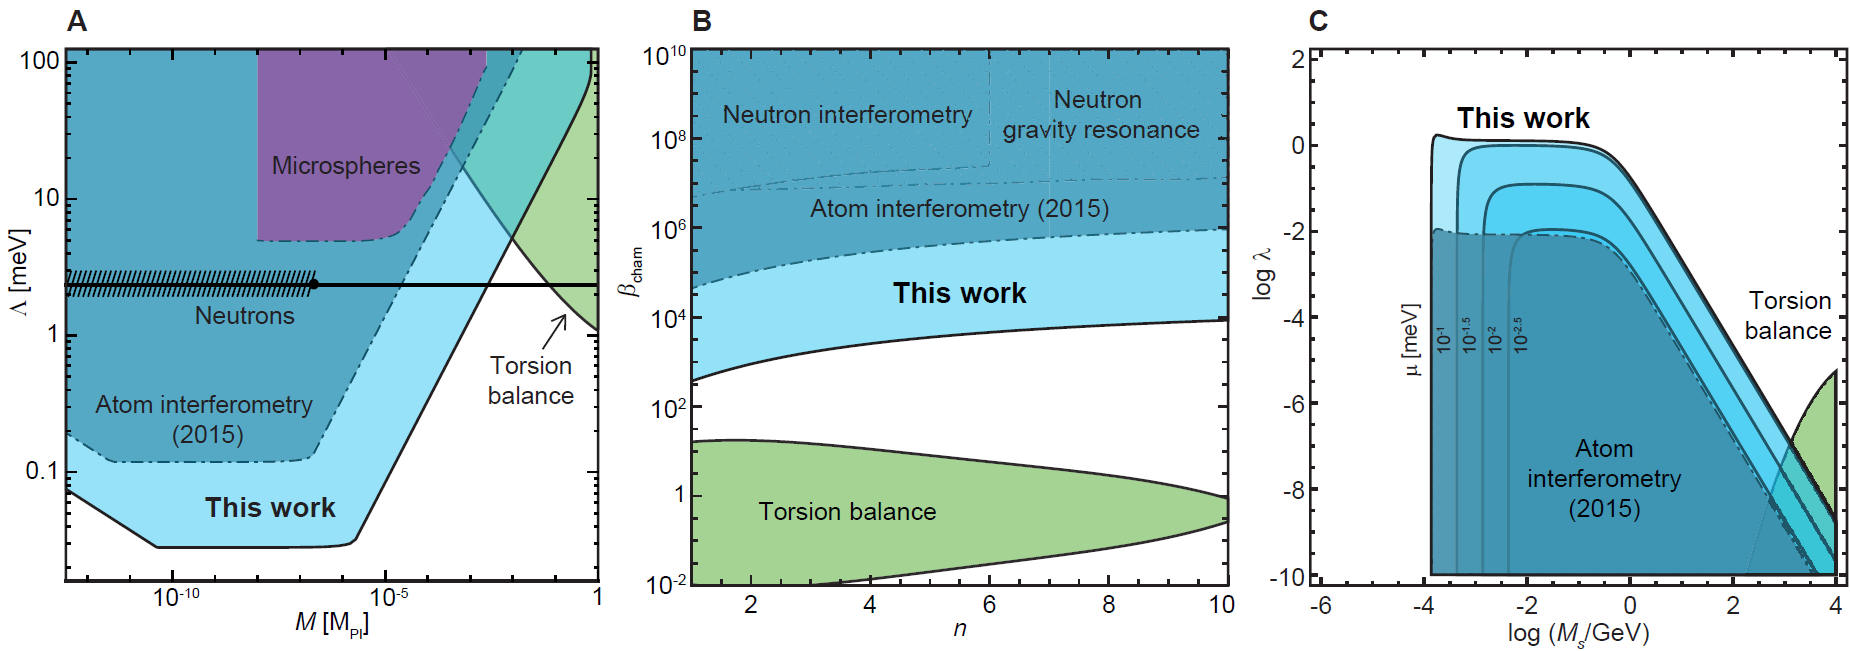 A
100
10
1
0.1
Λ [meV]
10-10
10-5
1
M [MPl]
Microspheres
Neutrons
Atom interferometry
(2015)
This work
Torsion
balance
B
1010
108
106
104
102
1
10-2
βcham
2
4
6
8
10
n
Neutron interferometry
Neutron
gravity resonance
Atom interferometry (2015)
This work
Torsion balance
C
2
0
-2
-4
-6
-8
-10
log λ
-6
-4
-2
0
2
4
log (Ms/GeV)
This work
μ [meV]
10-1
10-1.5
10-2
10-2.5
Torsion
balance
Atom
interferometry
(2015)